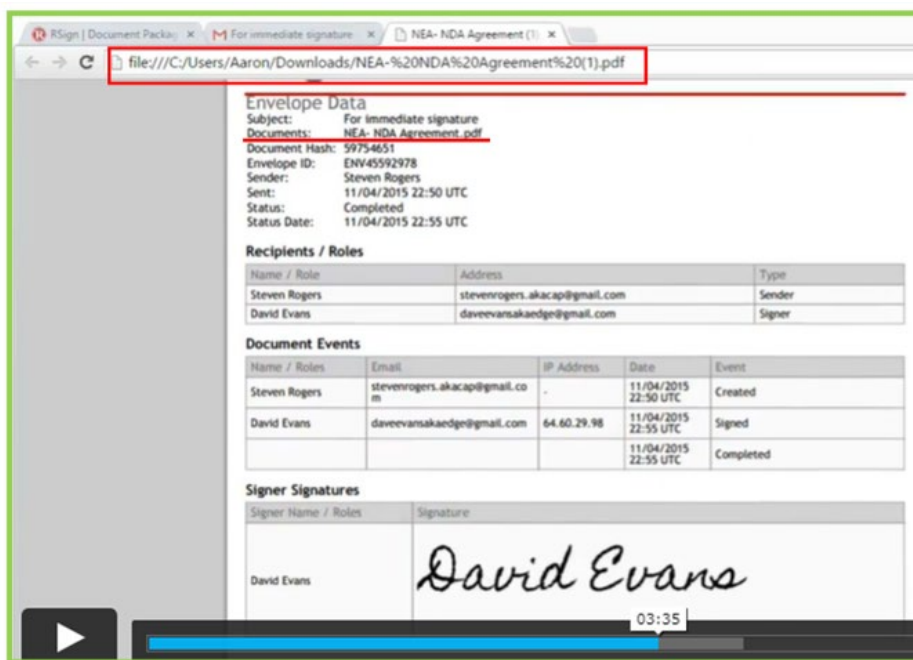 RSign | Document Packag × For immediate signature × NEA- NDA Agreement (1) ×
file:///C:/Users/Aaron/Downloads/NEA-%20NDA%20Agreement%20(1).pdf
Envelope Data
Subject: For immediate signature
Documents: NEA- NDA Agreement.pdf
Document Hash: 59754651
Envelope ID: ENV45592978
Sender: Steven Rogers
Sent: 11/04/2015 22:50 UTC
Status: Completed
Status Date: 11/04/2015 22:55 UTC
Recipients / Roles
Name / Role Address Type
Steven Rogers stevenrogers.akacap@gmail.com Sender
David Evans daveevansakaedge@gmail.com Signer
Document Events
Name / Roles Email IP Address Date Event
Steven Rogers stevenrogers.akacap@gmail.co
m - 11/04/2015
22:50 UTC Created
David Evans daveevansakaedge@gmail.com 64.60.29.98 11/04/2015
22:55 UTC Signed
11/04/2015
22:55 UTC Completed
Signer Signatures
Signer Name / Roles Signature
David Evans David Evans
03:35